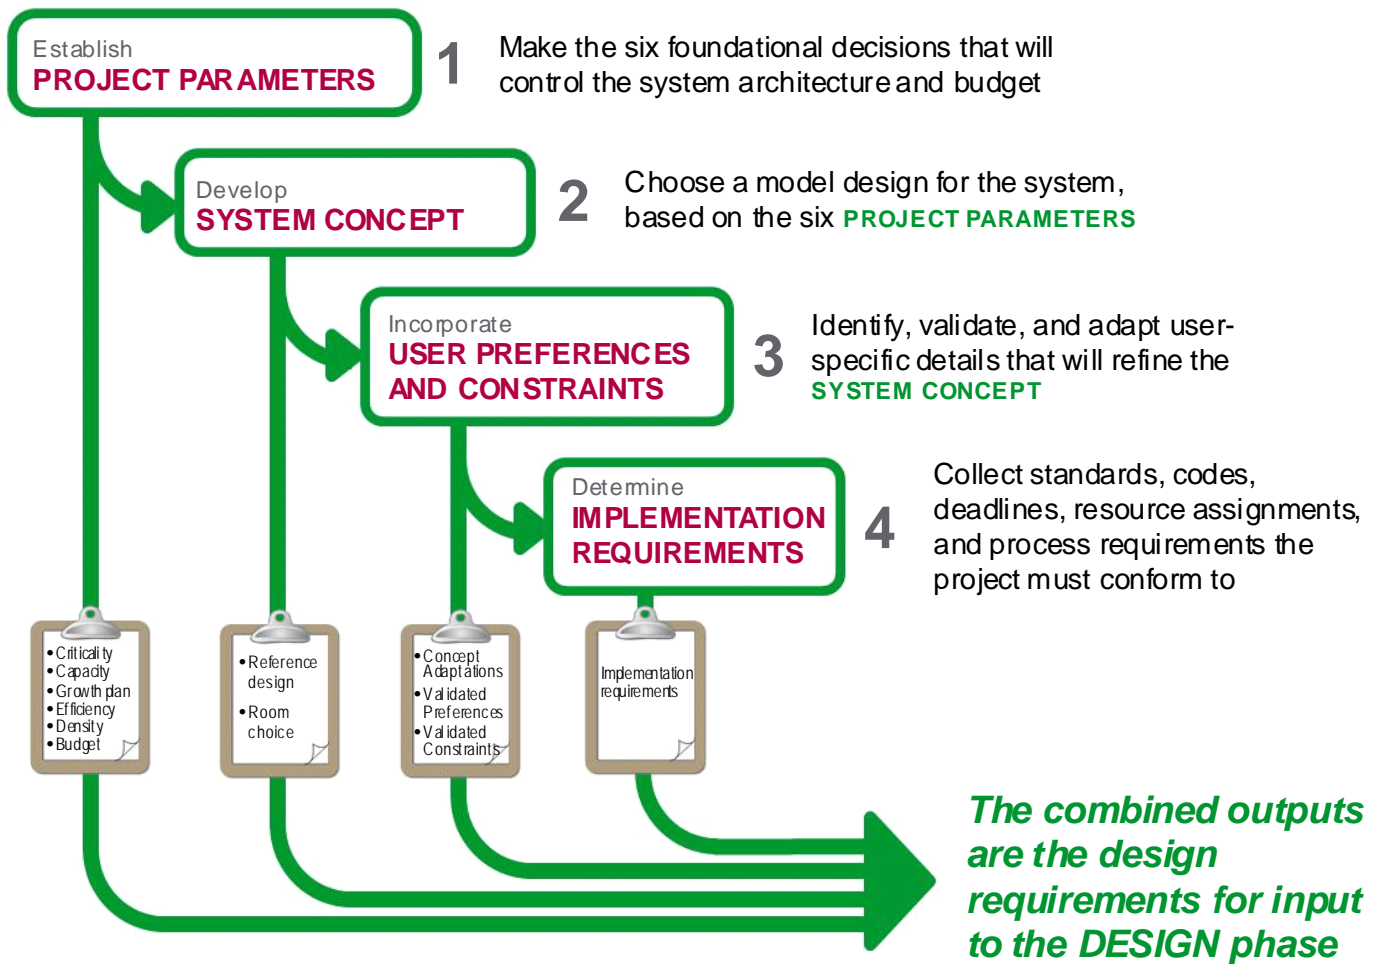 Establish
PROJECT PARAMETERS
1
Make the six foundational decisions that will
control the system architecture and budget
Develop
SYSTEM CONCEPT
2
Choose a model design for the system,
based on the six PROJECT PARAMETERS
Incorporate
USER PREFERENCES
AND CONSTRAINTS
3
Identify, validate, and adapt user-
specific details that will refine the
SYSTEM CONCEPT
Determine
IMPLEMENTATION
REQUIREMENTS
4
Collect standards, codes,
deadlines, resource assignments,
and process requirements the
project must conform to
• Criticality
• Capacity
• Growth plan
• Efficiency
• Density
• Budget
• Reference
design
• Room
choice
• Concept
Adaptations
• Validated
Preferences
• Validated
Constraints
Implementation
requirements
The combined outputs
are the design
requirements for input
to the DESIGN phase